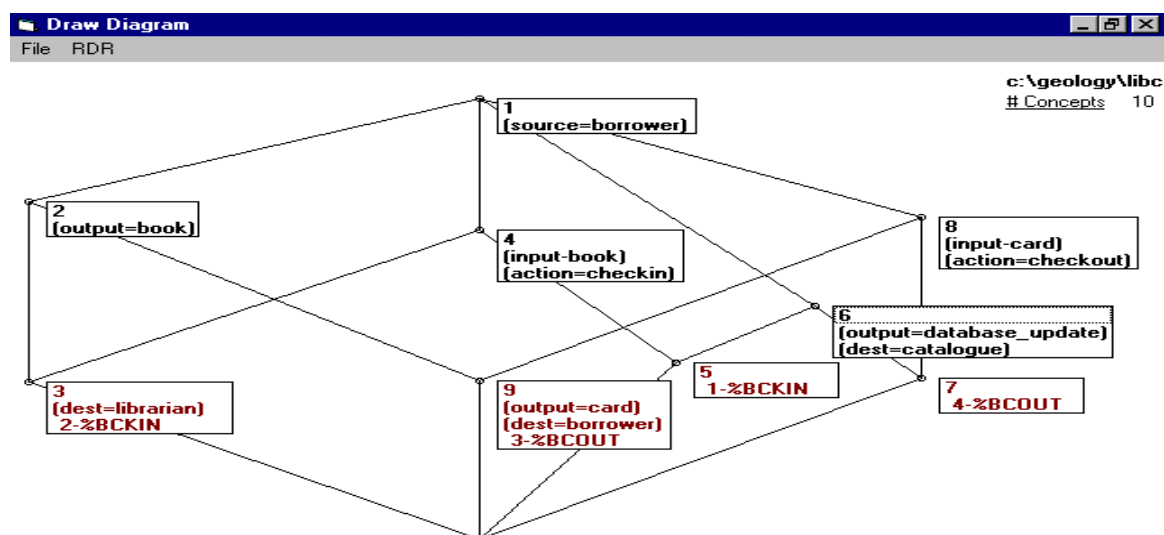 Draw Diagram
File RDR
c:\geology\libc
# Concepts 10
1
(source=borrower)
2
(output=book)
4
(input-book)
(action=checkin)
8
(input-card)
(action=checkout)
6
(output=database_update)
(dest=catalogue)
3
(dest=librarian)
2-%BCKIN
9
(output=card)
(dest=borrower)
3-%BCOUT
5
1-%BCKIN
7
4-%BCOUT